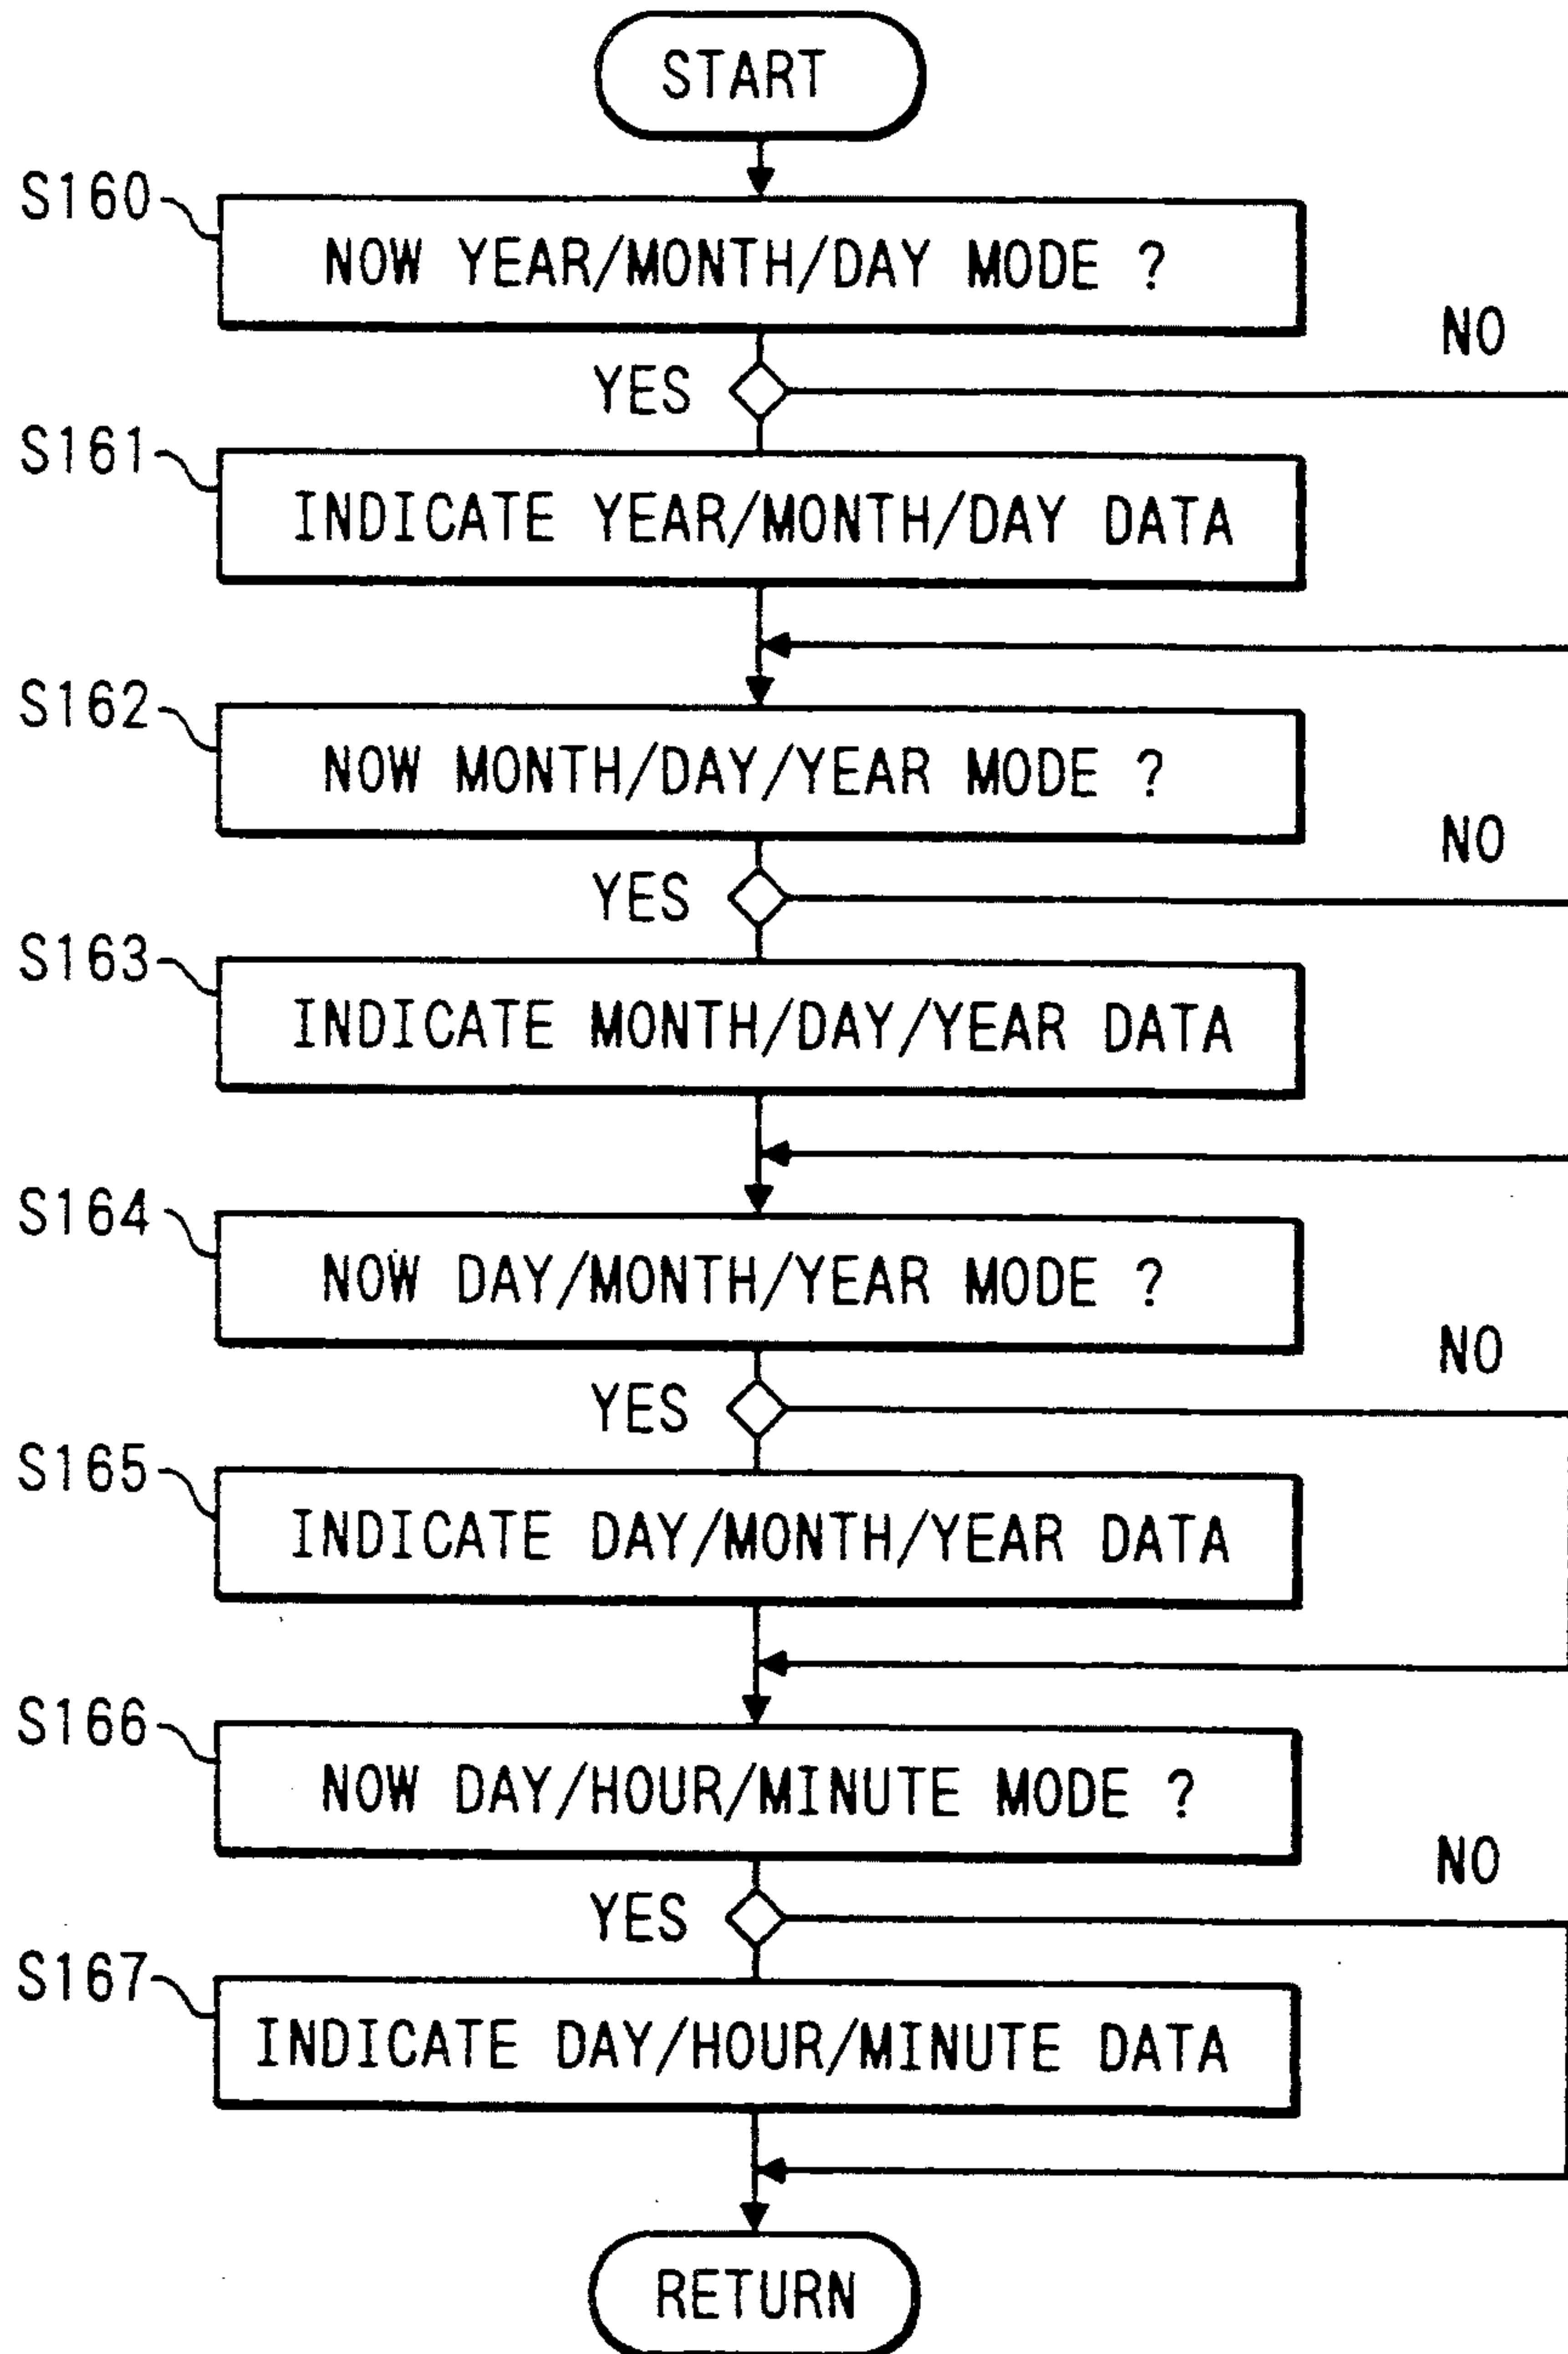 START
S160
NOW YEAR/MONTH/DAY MODE ?
NO
YES
S161
INDICATE YEAR/MONTH/DAY DATA
S162
NOW MONTH/DAY/YEAR MODE ?
NO
YES
S163
INDICATE MONTH/DAY/YEAR DATA
S164
NOW DAY/MONTH/YEAR MODE ?
NO
YES
S165
INDICATE DAY/MONTH/YEAR DATA
S166
NOW DAY/HOUR/MINUTE MODE ?
NO
YES
S167
INDICATE DAY/HOUR/MINUTE DATA
RETURN